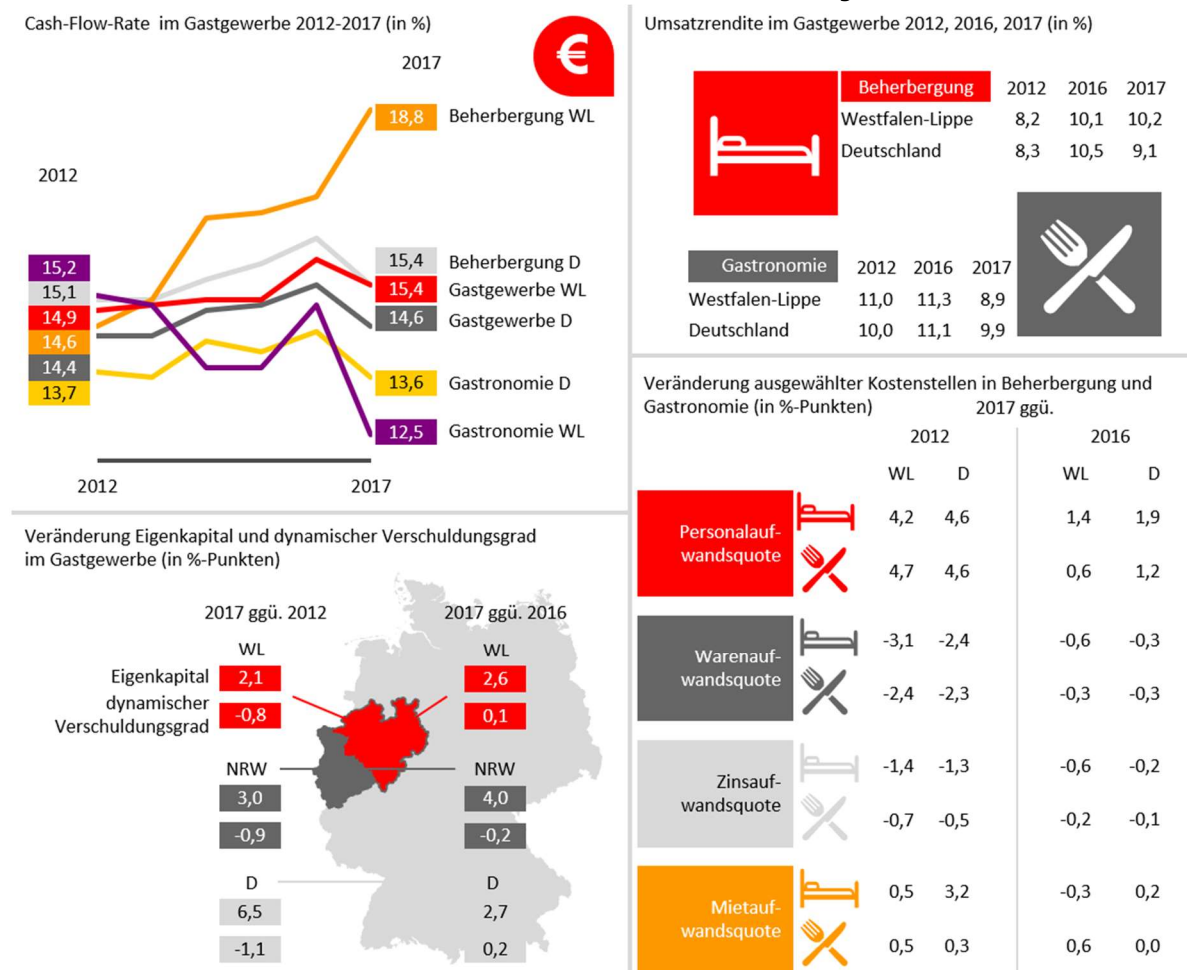 Cash-Flow-Rate im Gastgewerbe 2012-2017 (in %)
€
2017
2012
18,8 Beherbergung WL
15,2
15,1
14,9
14,6
14,4
13,7
15,4 Beherbergung D
15,4 Gastgewerbe WL
14,6 Gastgewerbe D
13,6 Gastronomie D
12,5 Gastronomie WL
2012 2017
Umsatzrendite im Gastgewerbe 2012, 2016, 2017 (in %)
Beherbergung 2012 2016 2017
Westfalen-Lippe 8,2 10,1 10,2
Deutschland 8,3 10,5 9,1
Gastronomie 2012 2016 2017
Westfalen-Lippe 11,0 11,3 8,9
Deutschland 10,0 11,1 9,9
Veränderung Eigenkapital und dynamischer Verschuldungsgrad
im Gastgewerbe (in %-Punkten)
2017 ggü. 2012 2017 ggü. 2016
WL WL
Eigenkapital 2,1 2,6
dynamischer
Verschuldungsgrad -0,8 0,1
NRW NRW
3,0 4,0
-0,9 -0,2
D D
6,5 2,7
-1,1 0,2
Veränderung ausgewählter Kostenstellen in Beherbergung und
Gastronomie (in %-Punkten) 2017 ggü.
2012 2016
WL D WL D
Personalauf-
wandsquote
4,2 4,6 1,4 1,9
4,7 4,6 0,6 1,2
Warenauf-
wandsquote
-3,1 -2,4 -0,6 -0,3
-2,4 -2,3 -0,3 -0,3
Zinsauf-
wandsquote
-1,4 -1,3 -0,6 -0,2
-0,7 -0,5 -0,2 -0,1
Mietauf-
wandsquote
0,5 3,2 -0,3 0,2
0,5 0,3 0,6 0,0